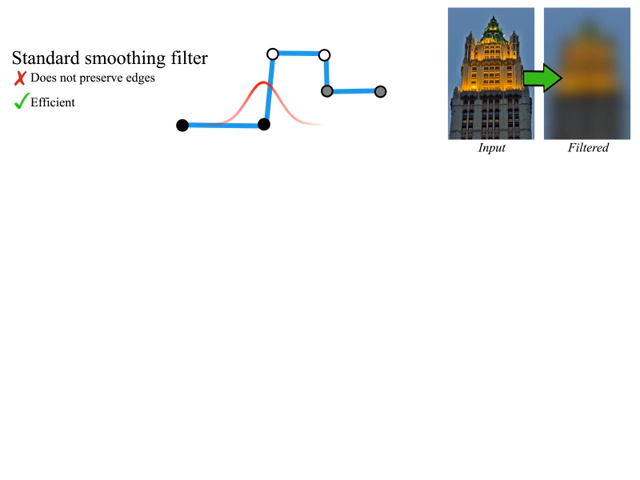 Standard smoothing filter
Does not preserve edges
Efficient
Input
Filtered